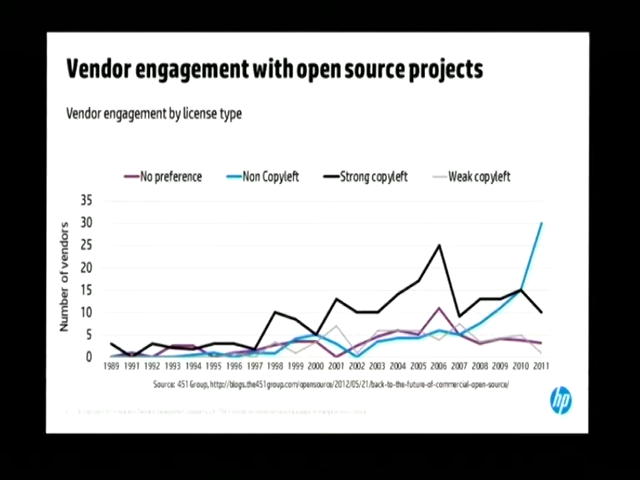 Vendor engagement with open source projects
Vendor engagement by license type
No preference Non Copyleft Strong copyleft Weak copyleft
Number of vendors
35
30
25
20
15
10
5
0
1989 1991 1992 1993 1994 1995 1996 1997 1998 1999 2000 2001 2002 2003 2004 2005 2006 2007 2008 2009 2010 2011
Source: 451 Group, http://blogs.the451group.com/opensource/2012/05/21/back-to-the-future-of-commercial-open-source/
hp